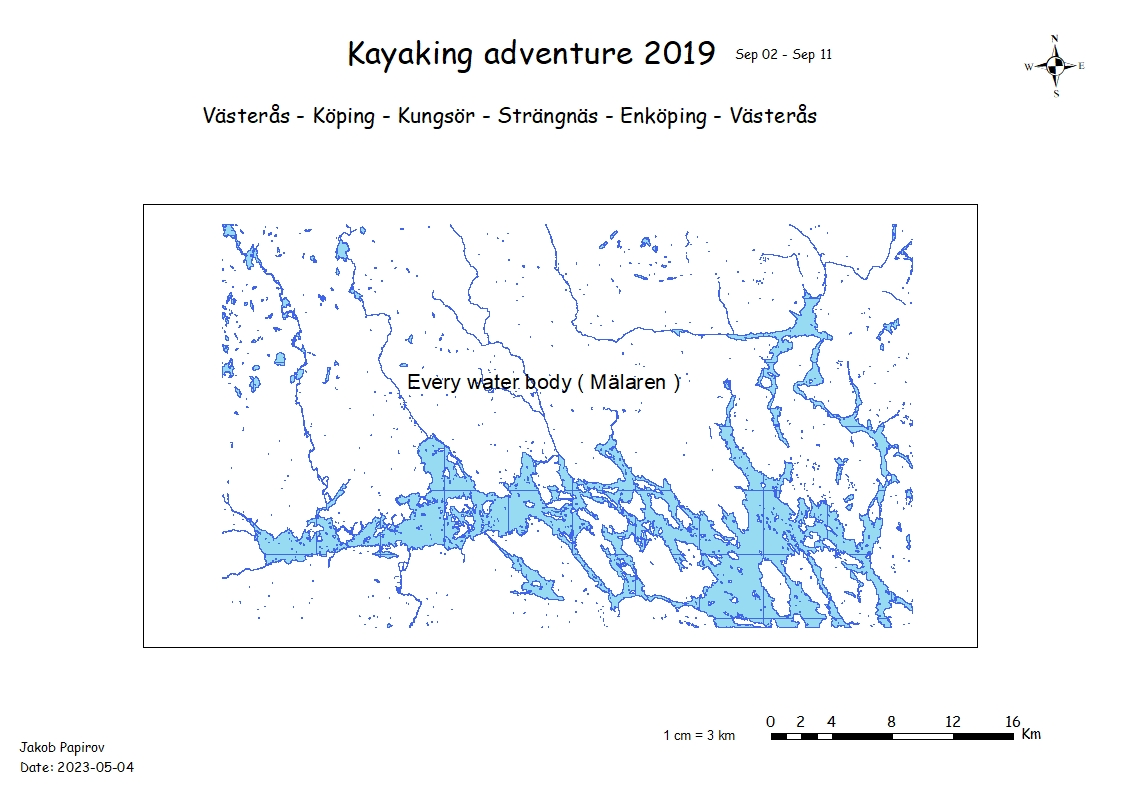 Kayaking adventure 2019 Sep 02 - Sep 11
N
W E
S
Västerås - Köping - Kungsör - Strängnäs - Enköping - Västerås
Every water body ( Mälaren )
0 2 4 8 12 16
1 cm = 3 km Km
Jakob Papirov
Date: 2023-05-04